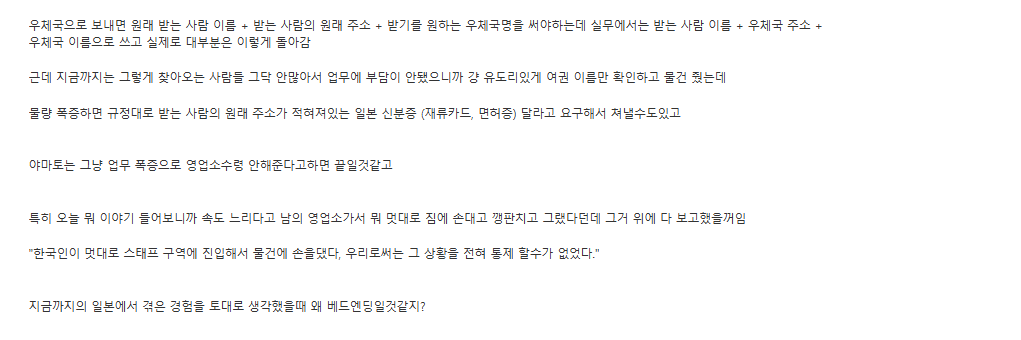 우체국으로 보내면 원래 받는 사람 이름 + 받는 사람의 원래 주소 + 받기를 원하는 우체국명을 써야하는데 실무에서는 받는 사람 이름 + 우체국 주소 +
우체국 이름으로 쓰고 실제로 대부분은 이렇게 돌아감
근데 지금까지는 그렇게 찾아오는 사람들 그닥 안많아서 업무에 부담이 안됐으니까 걍 유도리있게 여권 이름만 확인하고 물건 줬는데
물량 폭증하면 규정대로 받는 사람의 원래 주소가 적혀져있는 일본 신분증 (재류카드, 면허증) 달라고 요구해서 쳐낼수도있고
야마토는 그냥 업무 폭증으로 영업소수령 안해준다고하면 끝일것같고
특히 오늘 뭐 이야기 들어보니까 속도 느리다고 남의 영업소가서 뭐 멋대로 짐에 손대고 깽판치고 그랬다던데 그거 위에 다 보고했을꺼임
"한국인이 멋대로 스태프 구역에 진입해서 물건에 손을댔다, 우리로써는 그 상황을 전혀 통제 할수가 없었다."
지금까지의 일본에서 겪은 경험을 토대로 생각했을때 왜 베드엔딩일것같지?